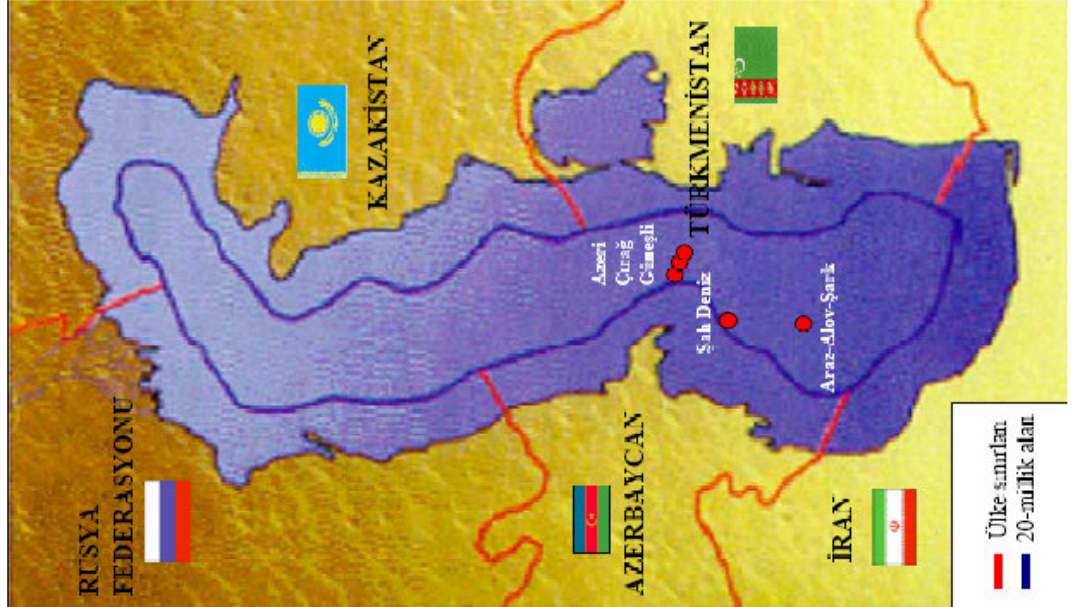 RUSYA
FEDERASYONU
KAZAKİSTAN
TÜRKMENİSTAN
Azeri
Çırağ
Güneşli
Şah Deniz
Araz-Alov-Şark
AZERBAYCAN
İRAN
Ülke sınırları
20-millik alan